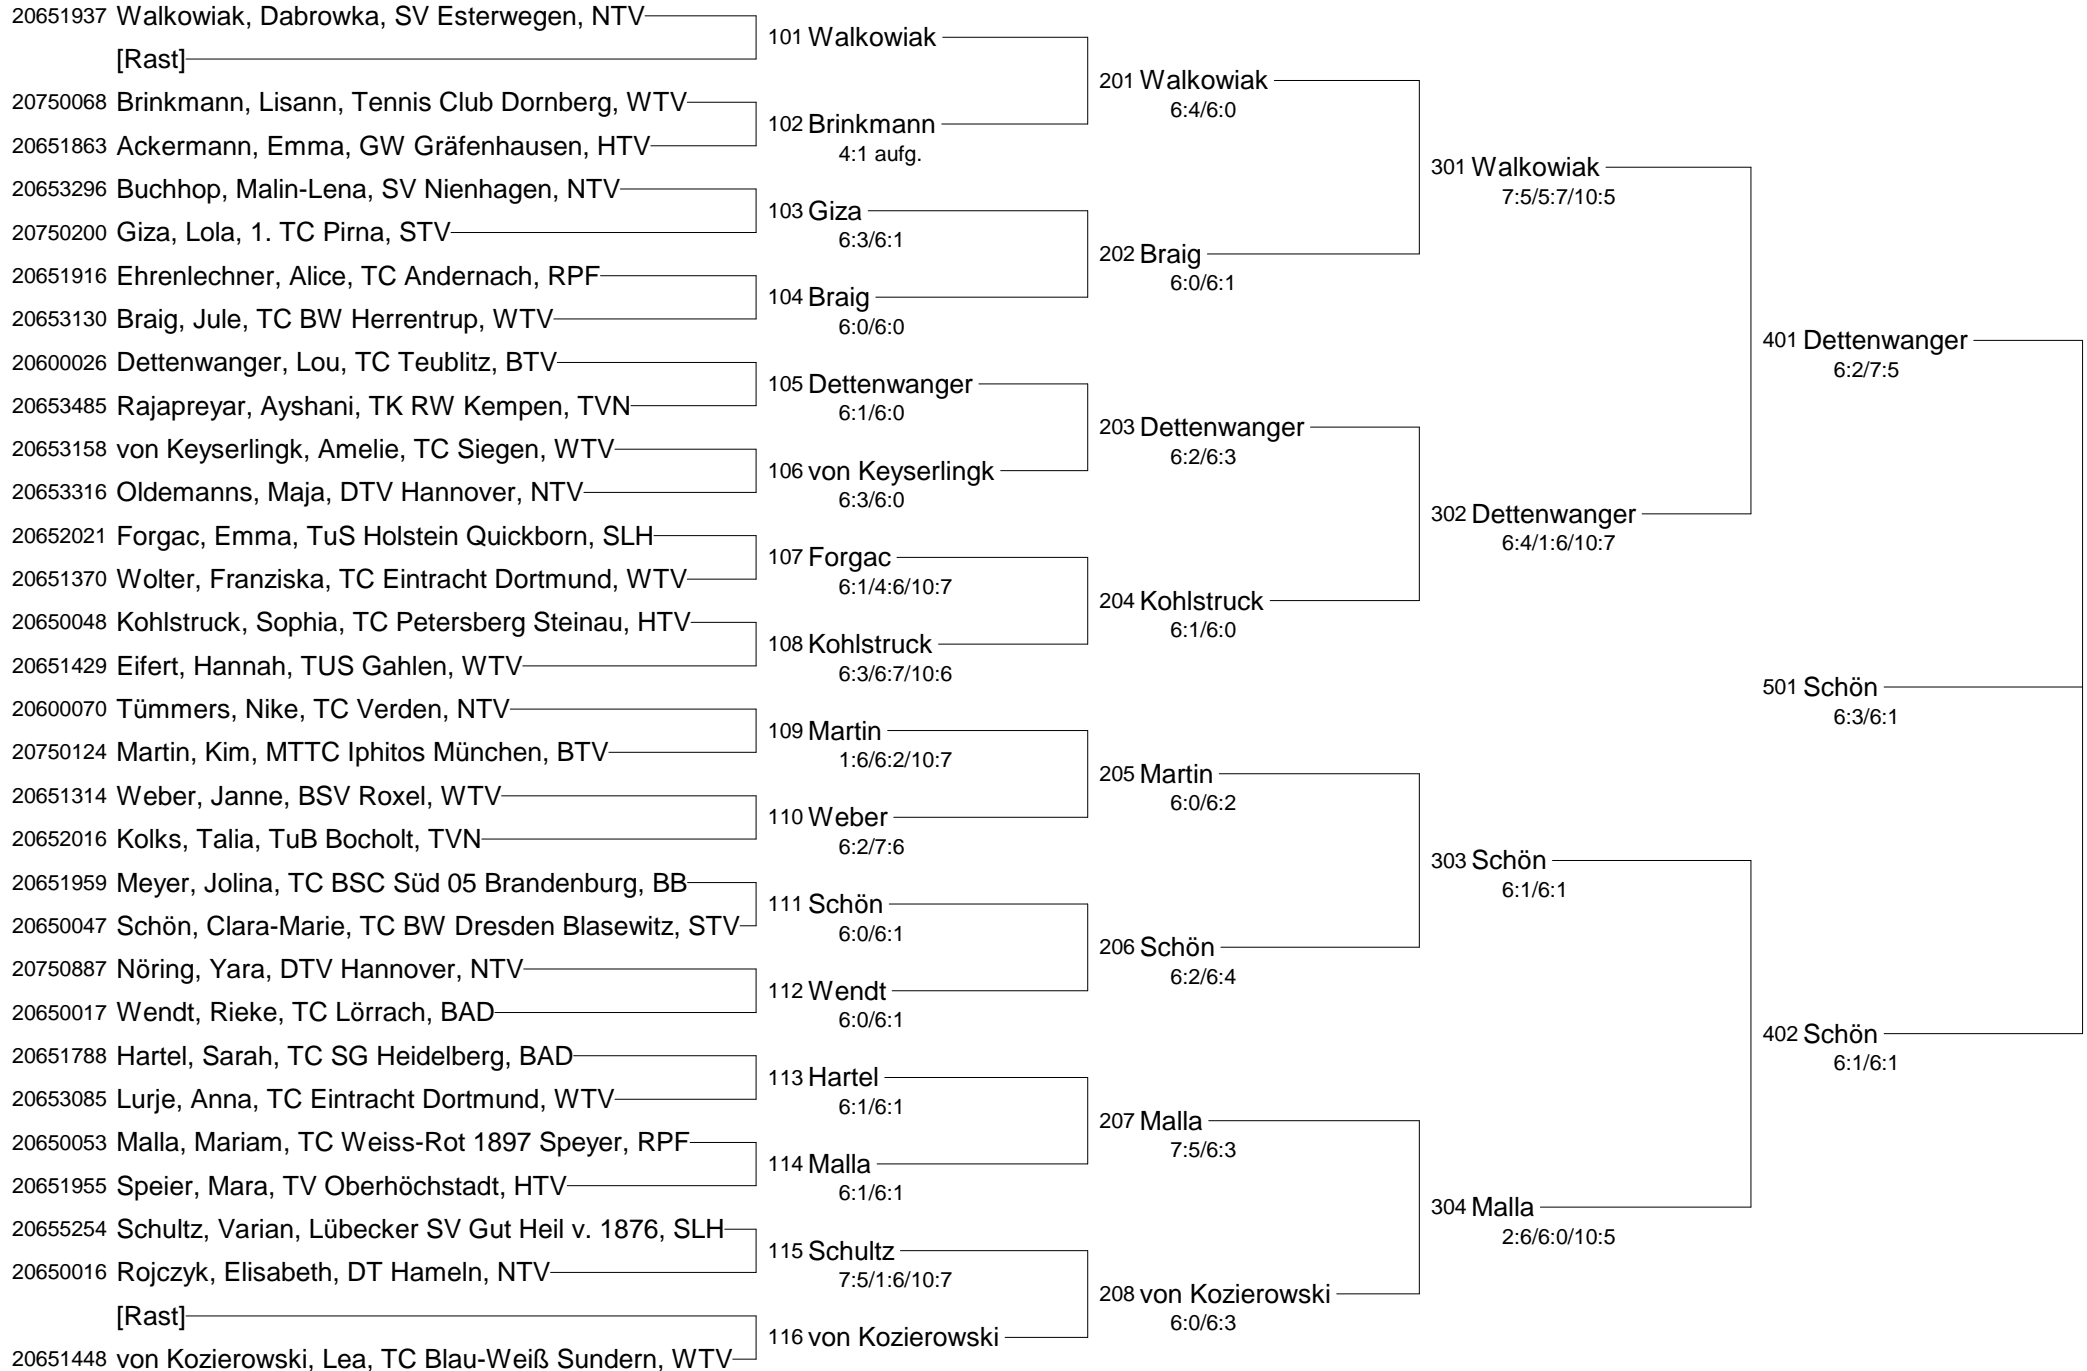 20651937 Walkowiak, Dabrowka, SV Esterwegen, NTV
[Rast]
20750068 Brinkmann, Lisann, Tennis Club Dornberg, WTV
20651863 Ackermann, Emma, GW Gräfenhausen, HTV
20653296 Buchhop, Malin-Lena, SV Nienhagen, NTV
20750200 Giza, Lola, 1. TC Pirna, STV
20651916 Ehrenlechner, Alice, TC Andernach, RPF
20653130 Braig, Jule, TC BW Herrentrup, WTV
20600026 Dettenwanger, Lou, TC Teublitz, BTV
20653485 Rajapreyar, Ayshani, TK RW Kempen, TVN
20653158 von Keyserlingk, Amelie, TC Siegen, WTV
20653316 Oldemanns, Maja, DTV Hannover, NTV
20652021 Forgac, Emma, TuS Holstein Quickborn, SLH
20651370 Wolter, Franziska, TC Eintracht Dortmund, WTV
20650048 Kohlstruck, Sophia, TC Petersberg Steinau, HTV
20651429 Eifert, Hannah, TUS Gahlen, WTV
20600070 Tümmers, Nike, TC Verden, NTV
20750124 Martin, Kim, MTTC Iphitos München, BTV
20651314 Weber, Janne, BSV Roxel, WTV
20652016 Kolks, Talia, TuB Bocholt, TVN
20651959 Meyer, Jolina, TC BSC Süd 05 Brandenburg, BB
20650047 Schön, Clara-Marie, TC BW Dresden Blasewitz, STV
20750887 Nöring, Yara, DTV Hannover, NTV
20650017 Wendt, Rieke, TC Lörrach, BAD
20651788 Hartel, Sarah, TC SG Heidelberg, BAD
20653085 Lurje, Anna, TC Eintracht Dortmund, WTV
20650053 Malla, Mariam, TC Weiss-Rot 1897 Speyer, RPF
20651955 Speier, Mara, TV Oberhöchstadt, HTV
20655254 Schultz, Varian, Lübecker SV Gut Heil v. 1876, SLH
20650016 Rojczyk, Elisabeth, DT Hameln, NTV
[Rast]
20651448 von Kozierowski, Lea, TC Blau-Weiß Sundern, WTV
101 Walkowiak
102 Brinkmann
4:1 aufg.
103 Giza
6:3/6:1
104 Braig
6:0/6:0
105 Dettenwanger
6:1/6:0
106 von Keyserlingk
6:3/6:0
107 Forgac
6:1/4:6/10:7
108 Kohlstruck
6:3/6:7/10:6
109 Martin
1:6/6:2/10:7
110 Weber
6:2/7:6
111 Schön
6:0/6:1
112 Wendt
6:0/6:1
113 Hartel
6:1/6:1
114 Malla
6:1/6:1
115 Schultz
7:5/1:6/10:7
116 von Kozierowski
201 Walkowiak
6:4/6:0
202 Braig
6:0/6:1
203 Dettenwanger
6:2/6:3
204 Kohlstruck
6:1/6:0
205 Martin
6:0/6:2
206 Schön
6:2/6:4
207 Malla
7:5/6:3
208 von Kozierowski
6:0/6:3
301 Walkowiak
7:5/5:7/10:5
302 Dettenwanger
6:4/1:6/10:7
303 Schön
6:1/6:1
304 Malla
2:6/6:0/10:5
401 Dettenwanger
6:2/7:5
402 Schön
6:1/6:1
501 Schön
6:3/6:1